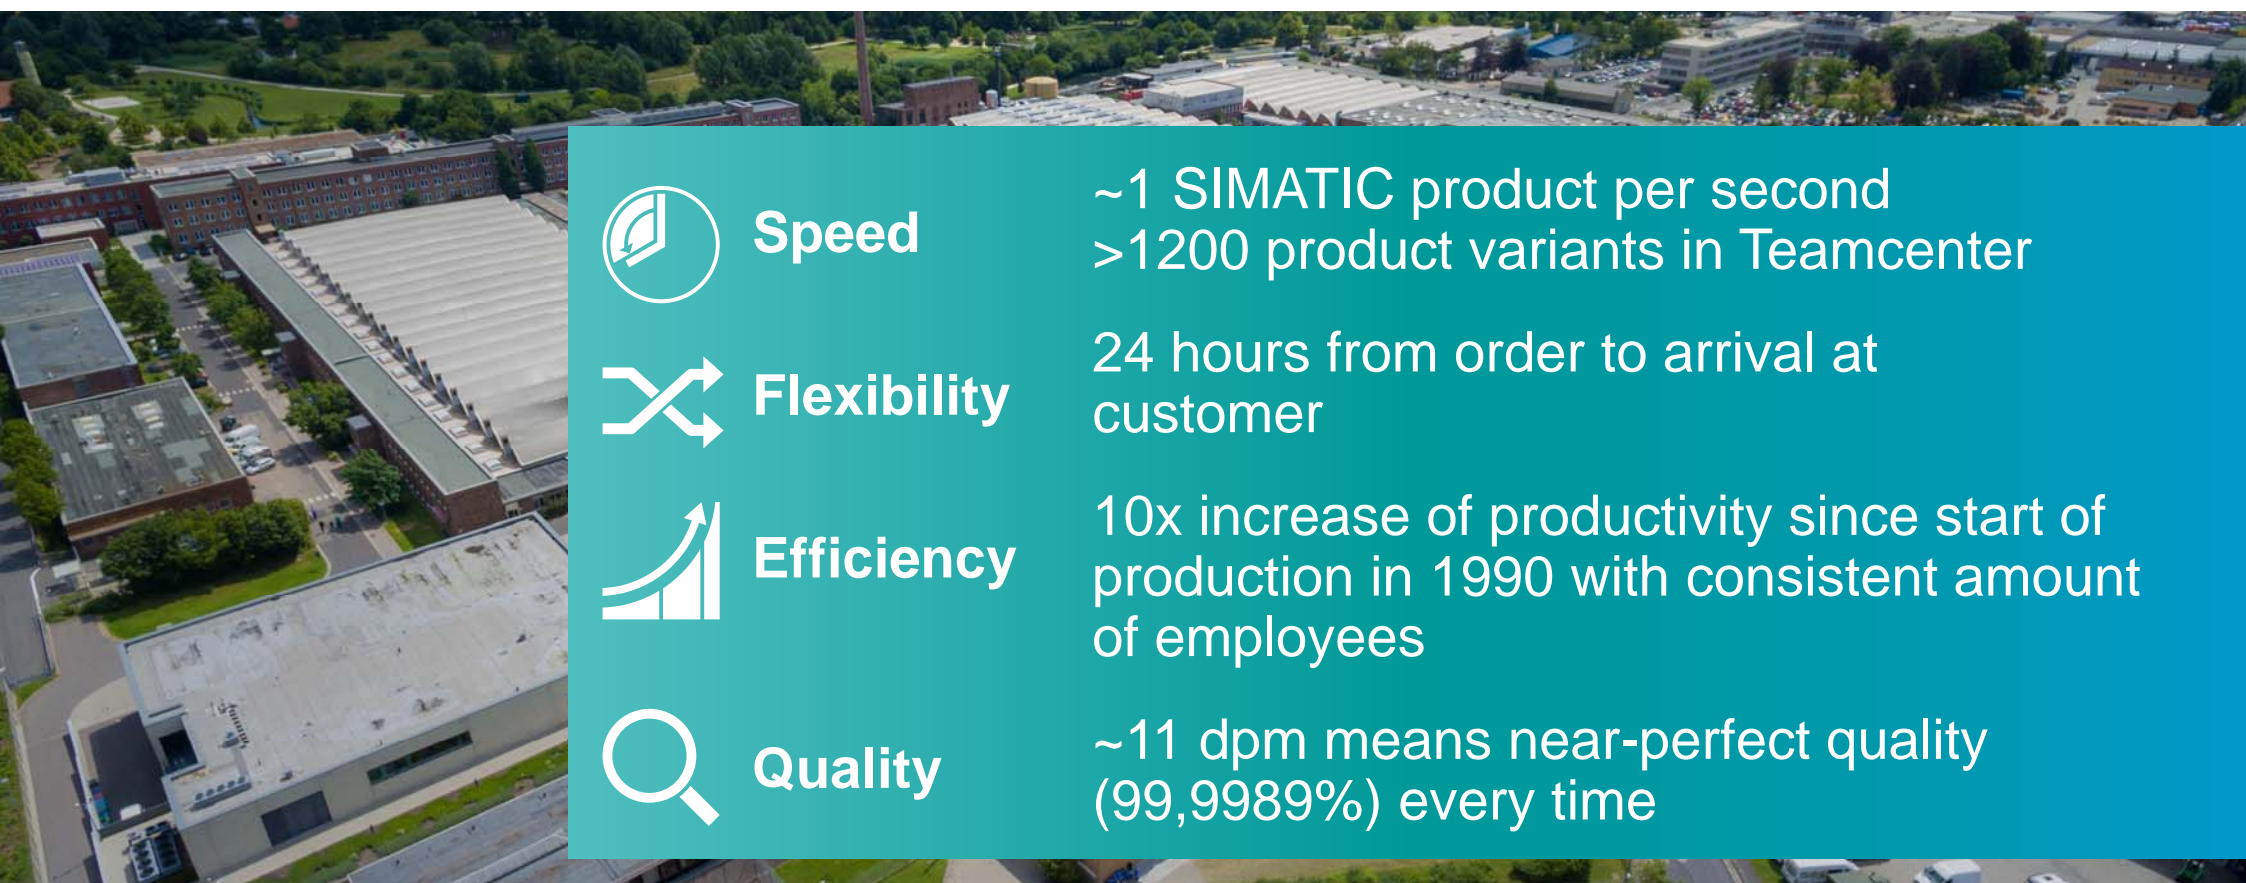 Speed
~1 SIMATIC product per second
>1200 product variants in Teamcenter
Flexibility
24 hours from order to arrival at
customer
Efficiency
10x increase of productivity since start of
production in 1990 with consistent amount
of employees
Quality
~11 dpm means near-perfect quality
(99,9989%) every time